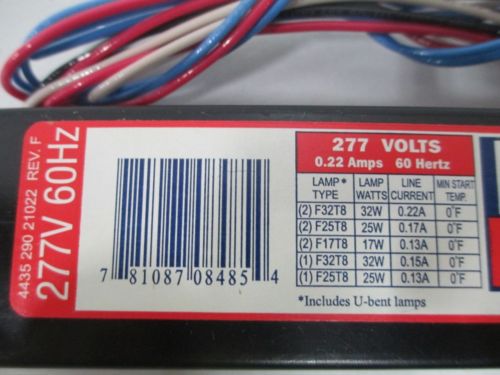 4435 290 21022 REV. F
277V 60Hz
7 81087 08485 4
277 VOLTS
0.22 Amps 60 Hertz
LAMP* TYPE LAMP WATTS LINE CURRENT MIN START TEMP.
(2) F32T8 32W 0.22A 0°F
(2) F25T8 25W 0.17A 0°F
(2) F17T8 17W 0.13A 0°F
(1) F32T8 32W 0.15A 0°F
(1) F25T8 25W 0.13A 0°F
*Includes U-bent lamps